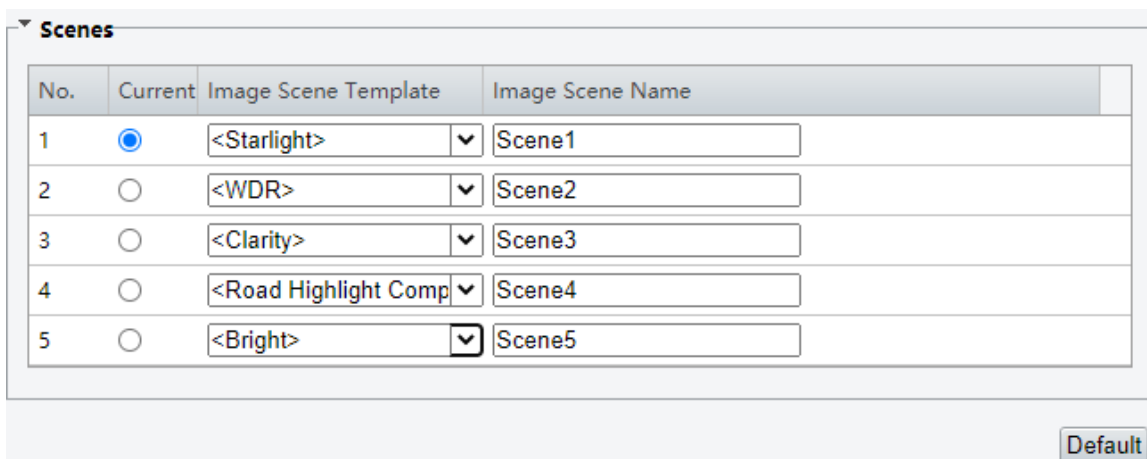 Scenes
No. Current Image Scene Template Image Scene Name
1 <Starlight> Scene1
2 <WDR> Scene2
3 <Clarity> Scene3
4 <Road Highlight Comp Scene4
5 <Bright> Scene5
Default